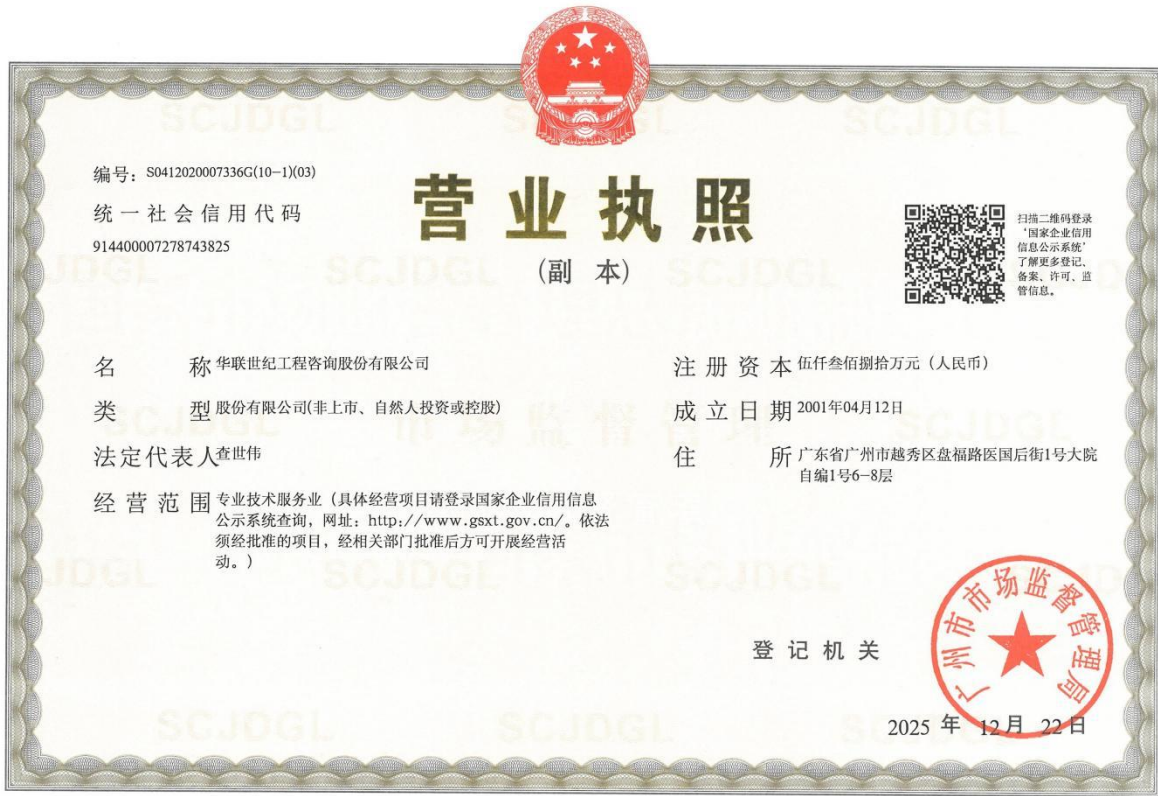 编号：S0412020007336G(10-1)(03)
统一社会信用代码
914400007278743825
营业执照
(副 本)
扫描二维码登录
‘国家企业信用
信息公示系统’
了解更多登记、
备案、许可、监
管信息。
名 称 华联世纪工程咨询股份有限公司
类 型 股份有限公司(非上市、自然人投资或控股)
法定代表人 查世伟
经营范围 专业技术服务业（具体经营项目请登录国家企业信用信息
公示系统查询，网址：http://www.gsxt.gov.cn/。依法
须经批准的项目，经相关部门批准后方可开展经营活
动。）
注册资本 伍仟叁佰捌拾万元（人民币）
成立日期 2001年04月12日
住 所 广东省广州市越秀区盘福路医国后街1号大院
自编1号6-8层
登记机关
广州市市场监督管理局
2025 年 12月 22日
SCJDGL
市场监督管理